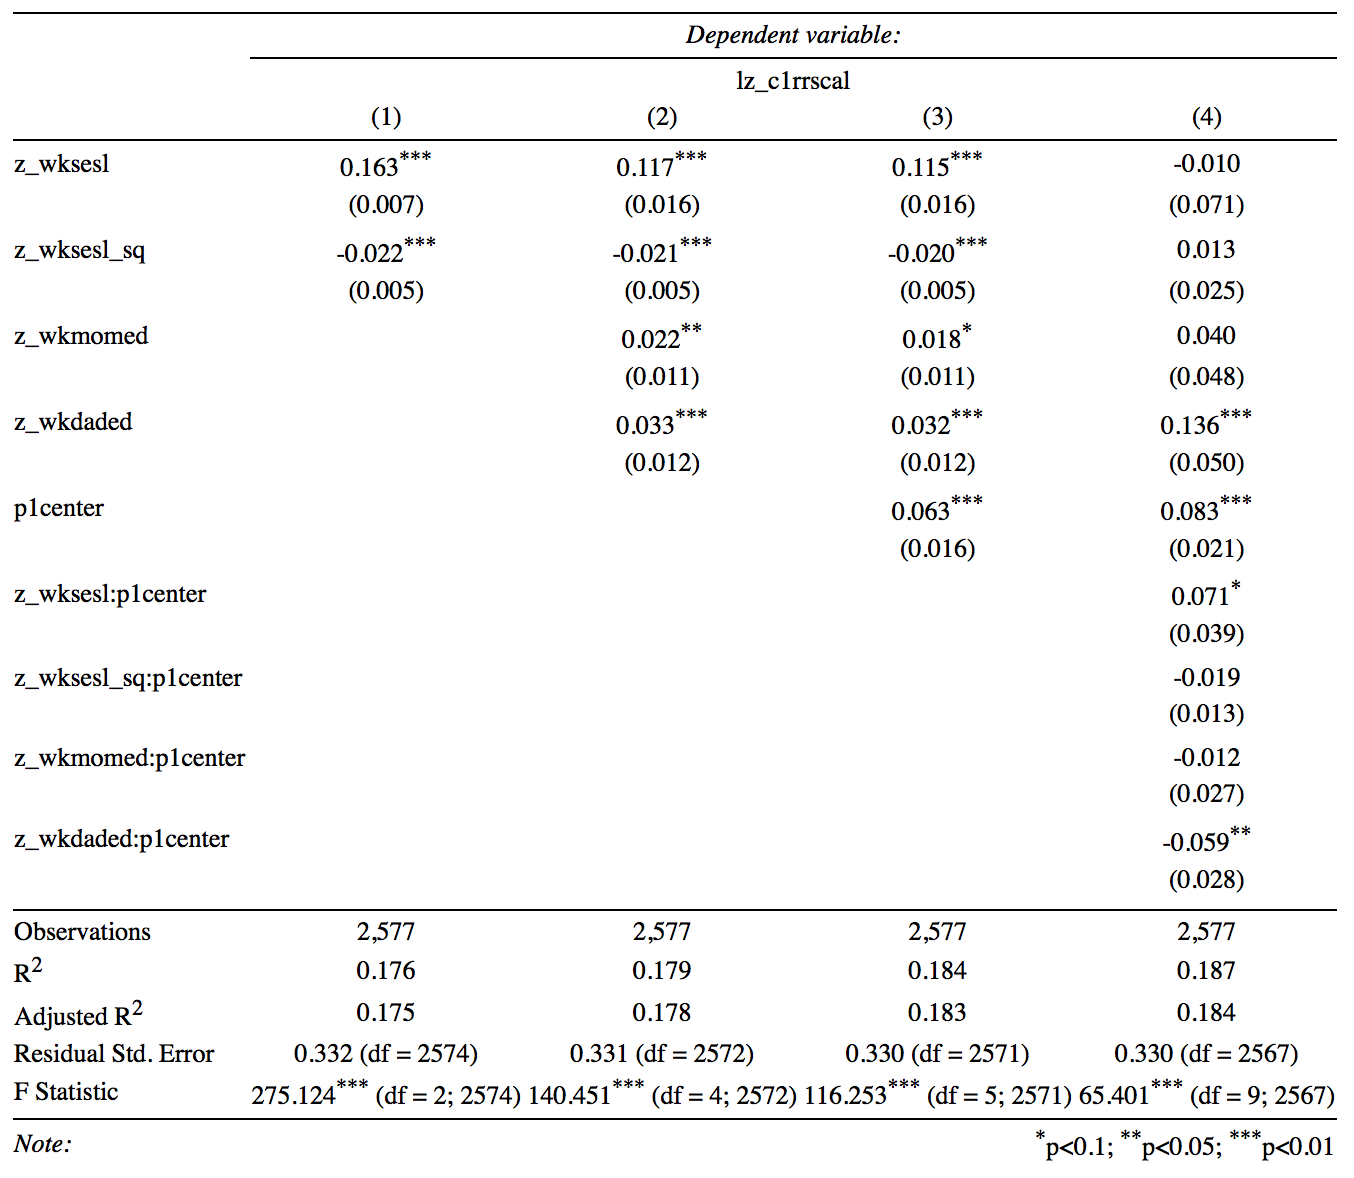 Dependent variable:
lz_c1rrscal
(1) (2) (3) (4)
z_wksesl 0.163*** 0.117*** 0.115*** -0.010
(0.007) (0.016) (0.016) (0.071)
z_wksesl_sq -0.022*** -0.021*** -0.020*** 0.013
(0.005) (0.005) (0.005) (0.025)
z_wkmomed 0.022** 0.018* 0.040
(0.011) (0.011) (0.048)
z_wkdaded 0.033*** 0.032*** 0.136***
(0.012) (0.012) (0.050)
p1center 0.063*** 0.083***
(0.016) (0.021)
z_wksesl:p1center 0.071*
(0.039)
z_wksesl_sq:p1center -0.019
(0.013)
z_wkmomed:p1center -0.012
(0.027)
z_wkdaded:p1center -0.059**
(0.028)
Observations 2,577 2,577 2,577 2,577
R2 0.176 0.179 0.184 0.187
Adjusted R2 0.175 0.178 0.183 0.184
Residual Std. Error 0.332 (df = 2574) 0.331 (df = 2572) 0.330 (df = 2571) 0.330 (df = 2567)
F Statistic 275.124*** (df = 2; 2574) 140.451*** (df = 4; 2572) 116.253*** (df = 5; 2571) 65.401*** (df = 9; 2567)
Note: *p<0.1; **p<0.05; ***p<0.01